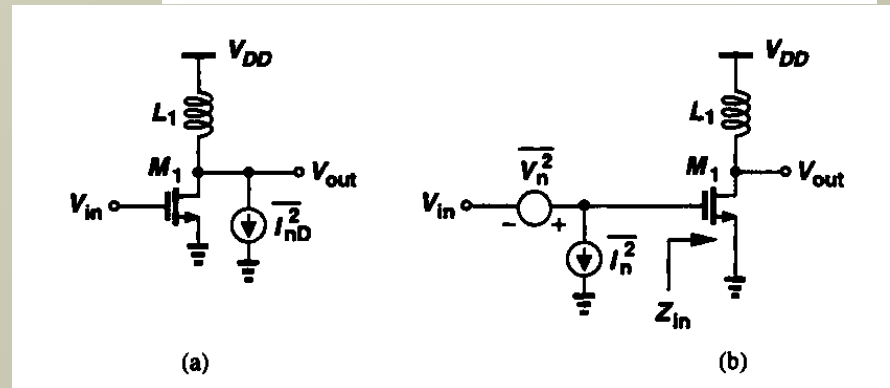 V_DD
L_1
M_1
V_out
V_in
I²_nD
(a)
V_DD
L_1
V²_n
M_1
V_out
V_in
- +
I²_n
Z_in
(b)